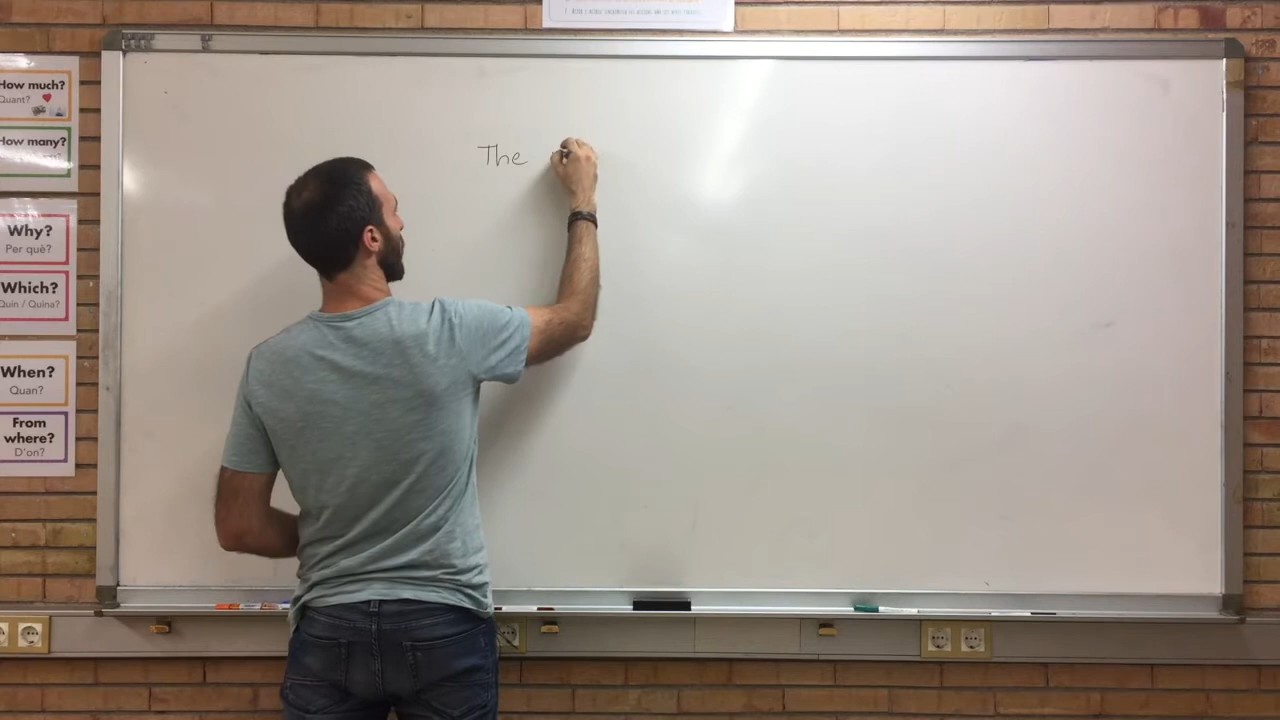 How much?
Quant?
How many?
Why?
Per què?
Which?
Quin / Quina?
When?
Quan?
From
where?
D'on?
The